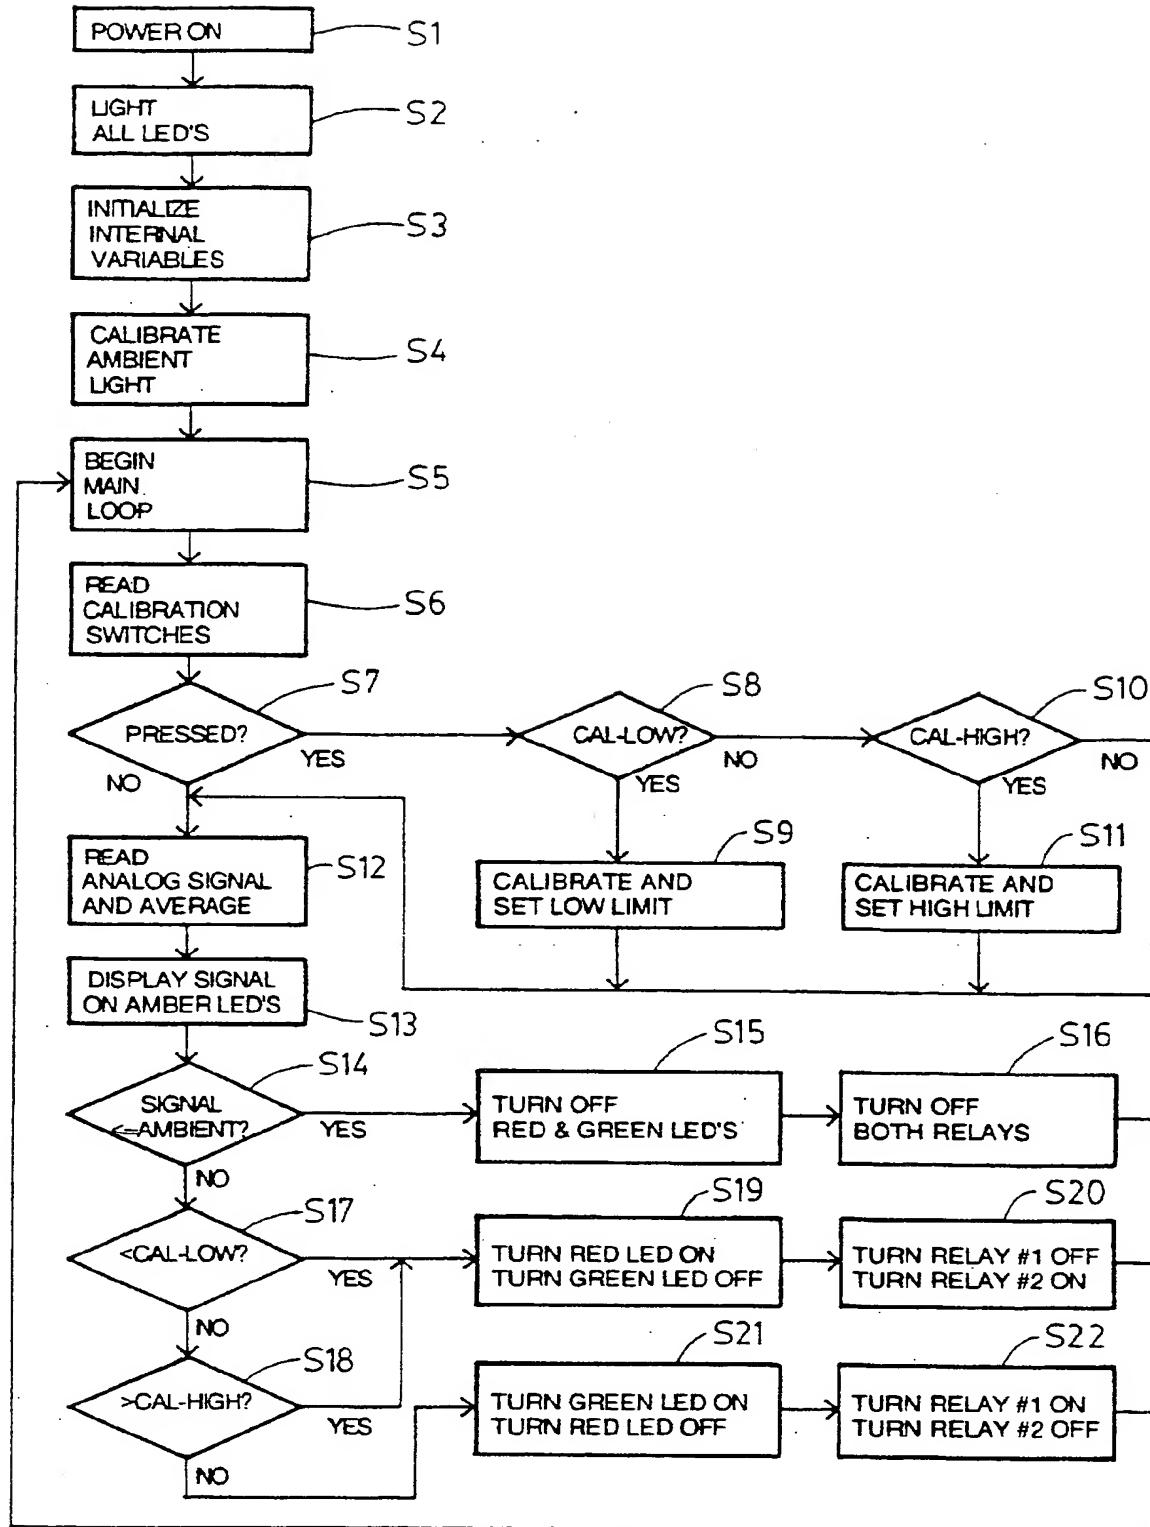 POWER ON
S1
LIGHT
ALL LED'S
S2
INITIALIZE
INTERNAL
VARIABLES
S3
CALIBRATE
AMBIENT
LIGHT
S4
BEGIN
MAIN
LOOP
S5
READ
CALIBRATION
SWITCHES
S6
PRESSED?
S7
YES
NO
CAL-LOW?
S8
NO
YES
CAL-HIGH?
S10
NO
YES
CALIBRATE AND
SET LOW LIMIT
S9
CALIBRATE AND
SET HIGH LIMIT
S11
READ
ANALOG SIGNAL
AND AVERAGE
S12
DISPLAY SIGNAL
ON AMBER LED'S
S13
SIGNAL
<=AMBIENT?
S14
YES
NO
TURN OFF
RED & GREEN LED'S
S15
TURN OFF
BOTH RELAYS
S16
<CAL-LOW?
S17
YES
NO
TURN RED LED ON
TURN GREEN LED OFF
S19
TURN RELAY #1 OFF
TURN RELAY #2 ON
S20
>CAL-HIGH?
S18
YES
NO
TURN GREEN LED ON
TURN RED LED OFF
S21
TURN RELAY #1 ON
TURN RELAY #2 OFF
S22